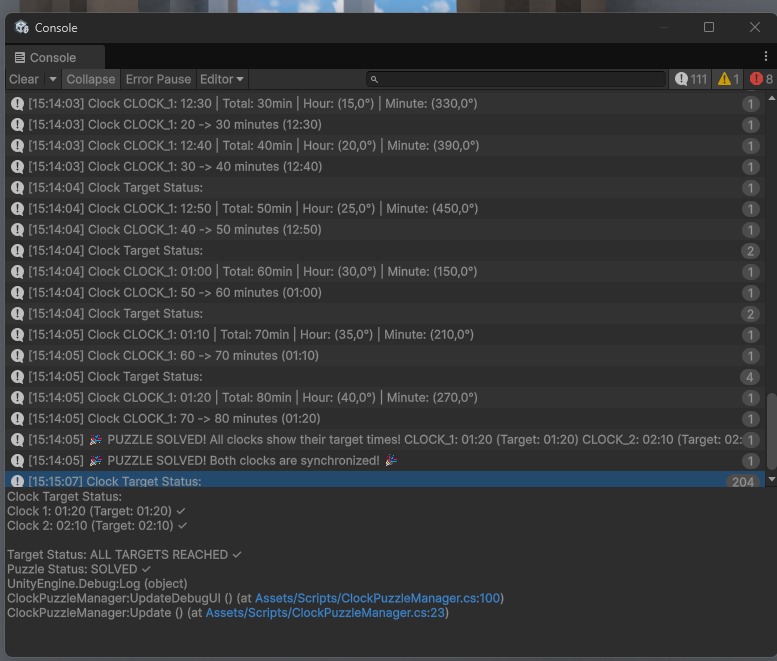 Console
Console
Clear Collapse Error Pause Editor 111 1 8
[15:14:03] Clock CLOCK_1: 12:30 | Total: 30min | Hour: (15,0°) | Minute: (330,0°) 1
[15:14:03] Clock CLOCK_1: 20 -> 30 minutes (12:30) 1
[15:14:03] Clock CLOCK_1: 12:40 | Total: 40min | Hour: (20,0°) | Minute: (390,0°) 1
[15:14:03] Clock CLOCK_1: 30 -> 40 minutes (12:40) 1
[15:14:04] Clock Target Status: 1
[15:14:04] Clock CLOCK_1: 12:50 | Total: 50min | Hour: (25,0°) | Minute: (450,0°) 1
[15:14:04] Clock CLOCK_1: 40 -> 50 minutes (12:50) 1
[15:14:04] Clock Target Status: 2
[15:14:04] Clock CLOCK_1: 01:00 | Total: 60min | Hour: (30,0°) | Minute: (150,0°) 1
[15:14:04] Clock CLOCK_1: 50 -> 60 minutes (01:00) 1
[15:14:04] Clock Target Status: 2
[15:14:05] Clock CLOCK_1: 01:10 | Total: 70min | Hour: (35,0°) | Minute: (210,0°) 1
[15:14:05] Clock CLOCK_1: 60 -> 70 minutes (01:10) 1
[15:14:05] Clock Target Status: 4
[15:14:05] Clock CLOCK_1: 01:20 | Total: 80min | Hour: (40,0°) | Minute: (270,0°) 1
[15:14:05] Clock CLOCK_1: 70 -> 80 minutes (01:20) 1
[15:14:05] 🎉 PUZZLE SOLVED! All clocks show their target times! CLOCK_1: 01:20 (Target: 01:20) CLOCK_2: 02:10 (Target: 02: 1
[15:14:05] 🎉 PUZZLE SOLVED! Both clocks are synchronized! 🎉 1
[15:15:07] Clock Target Status: 204
Clock Target Status:
Clock 1: 01:20 (Target: 01:20) ✓
Clock 2: 02:10 (Target: 02:10) ✓
Target Status: ALL TARGETS REACHED ✓
Puzzle Status: SOLVED ✓
UnityEngine.Debug:Log (object)
ClockPuzzleManager:UpdateDebugUI () (at Assets/Scripts/ClockPuzzleManager.cs:100)
ClockPuzzleManager:Update () (at Assets/Scripts/ClockPuzzleManager.cs:23)